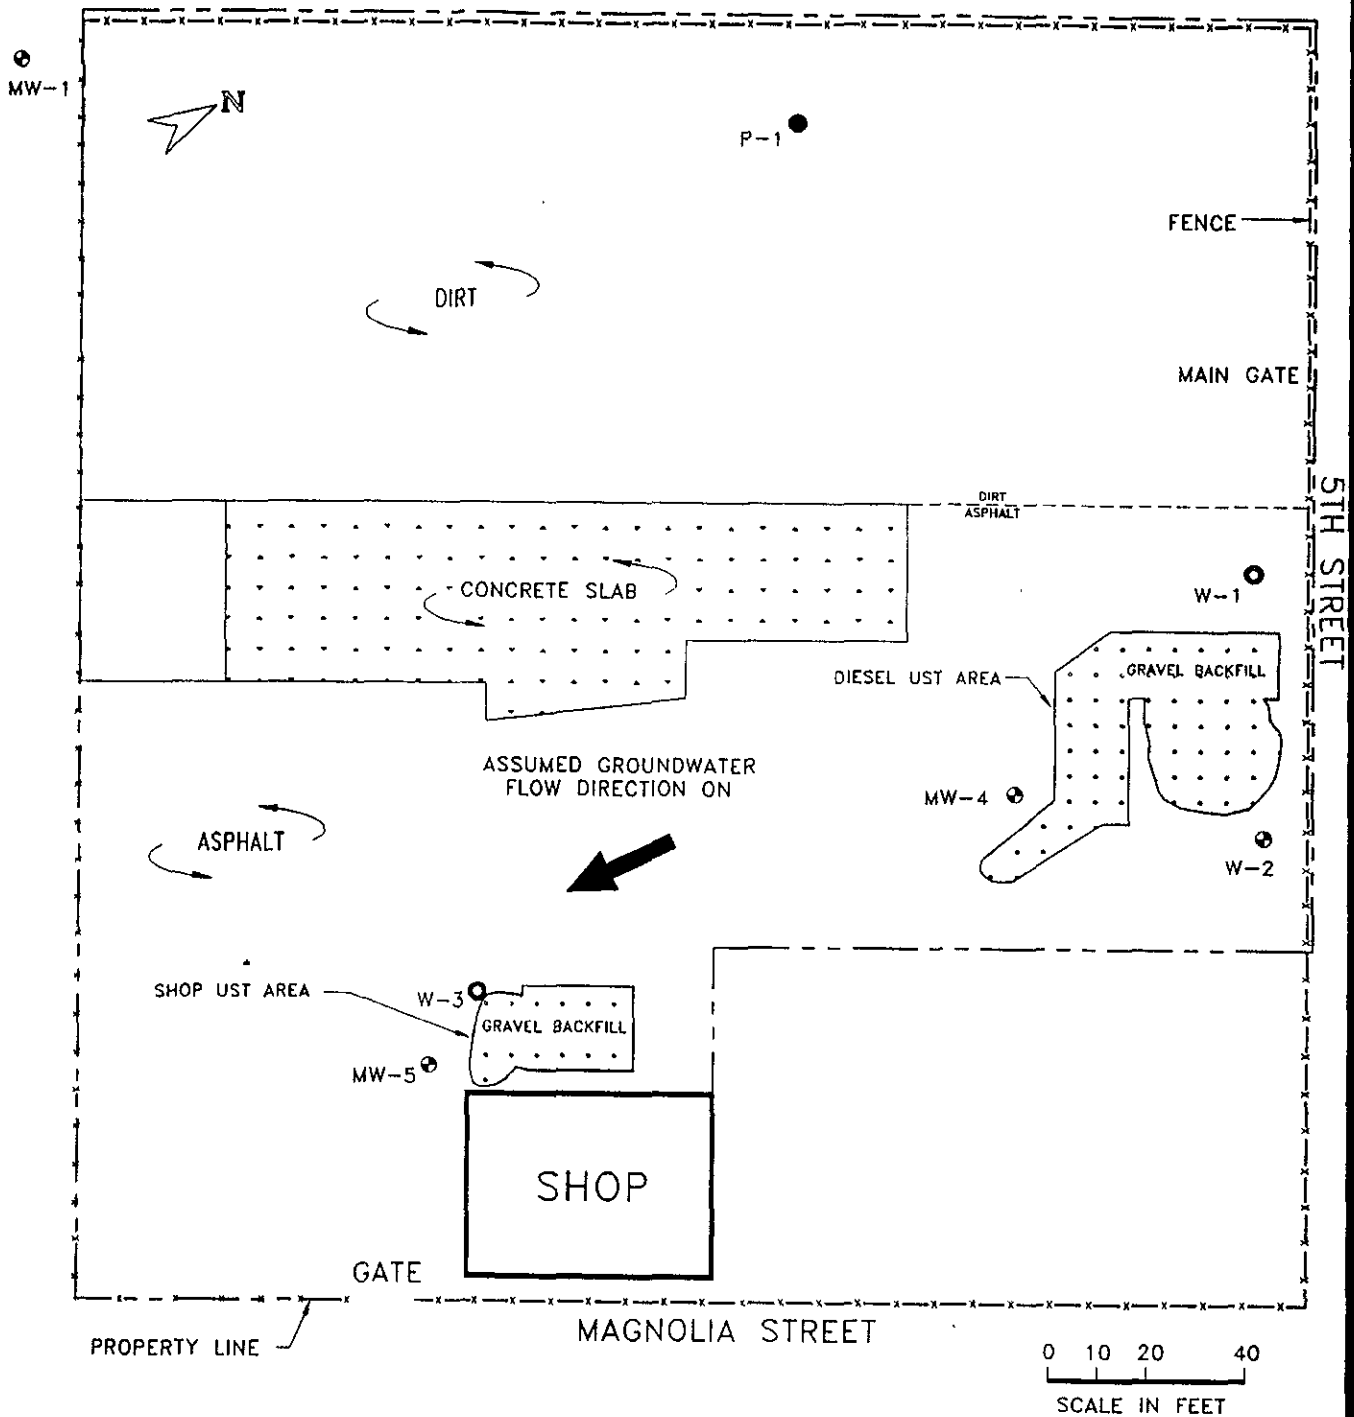 MW-1
N
P-1
FENCE
DIRT
MAIN GATE
5TH STREET
DIRT
ASPHALT
CONCRETE SLAB
W-1
GRAVEL BACKFILL
DIESEL UST AREA
ASSUMED GROUNDWATER
FLOW DIRECTION ON
MW-4
ASPHALT
W-2
SHOP UST AREA
W-3
GRAVEL BACKFILL
MW-5
SHOP
GATE
MAGNOLIA STREET
PROPERTY LINE
0 10 20 40
SCALE IN FEET